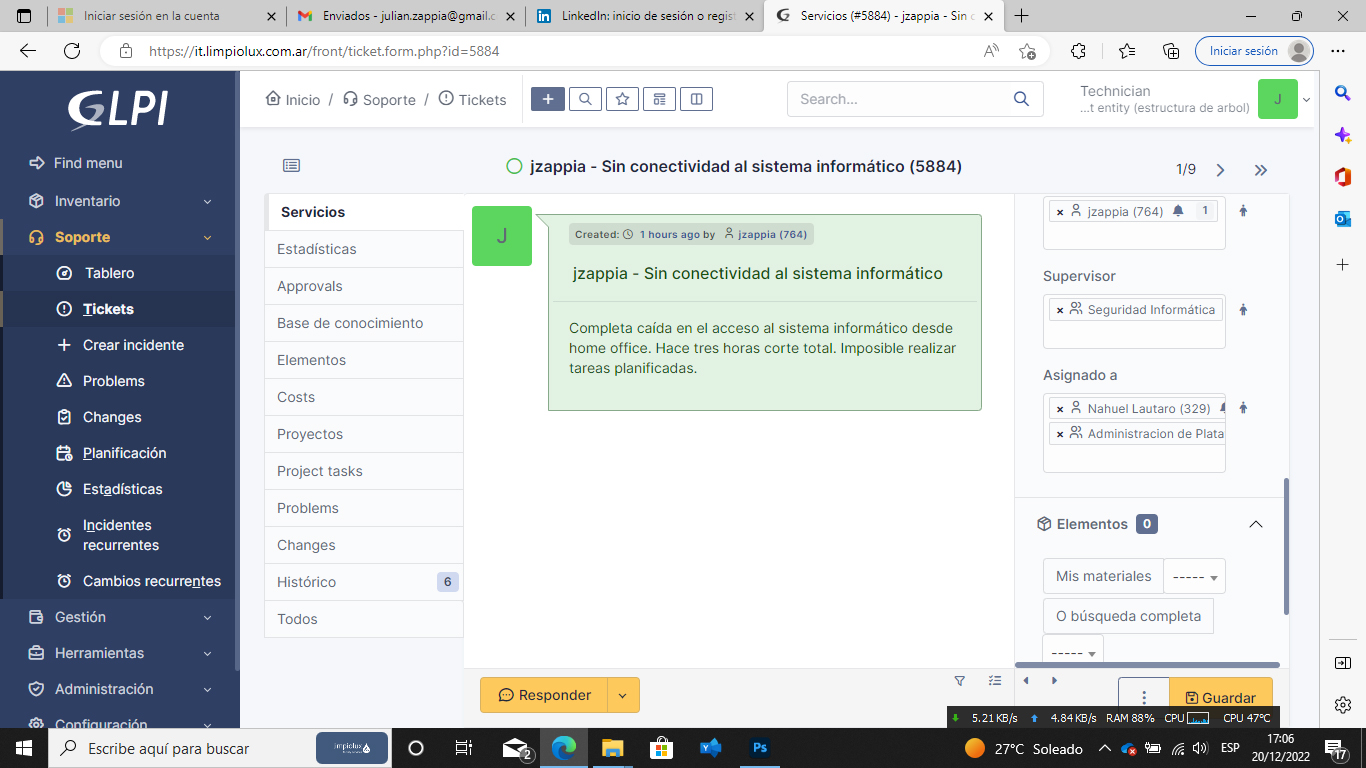 Iniciar sesión en la cuenta
Enviados - julian.zappia@gmail.c
LinkedIn: inicio de sesión o regist
Servicios (#5884) - jzappia - Sin c
https://it.limpiolux.com.ar/front/ticket.form.php?id=5884
Iniciar sesión
GLPI
Find menu
Inventario
Soporte
Tablero
Tickets
Crear incidente
Problems
Changes
Planificación
Estadísticas
Incidentes
recurrentes
Cambios recurrentes
Gestión
Herramientas
Administración
Configuración
Inicio / Soporte / Tickets
Search...
Technician
...t entity (estructura de arbol)
J
jzappia - Sin conectividad al sistema informático (5884)
1/9
Servicios
Estadísticas
Approvals
Base de conocimiento
Elementos
Costs
Proyectos
Project tasks
Problems
Changes
Histórico 6
Todos
J
Created: 1 hours ago by jzappia (764)
jzappia - Sin conectividad al sistema informático
Completa caída en el acceso al sistema informático desde
home office. Hace tres horas corte total. Imposible realizar
tareas planificadas.
Responder
× jzappia (764) 1
Supervisor
× Seguridad Informática
Asignado a
× Nahuel Lautaro (329)
× Administracion de Plata
Elementos 0
Mis materiales -----
O búsqueda completa
-----
Guardar
5.21 KB/s 4.84 KB/s RAM 88% CPU CPU 47°C
Escribe aquí para buscar
limpiolux
2
Ps
27°C Soleado
ESP
17:06
20/12/2022
17